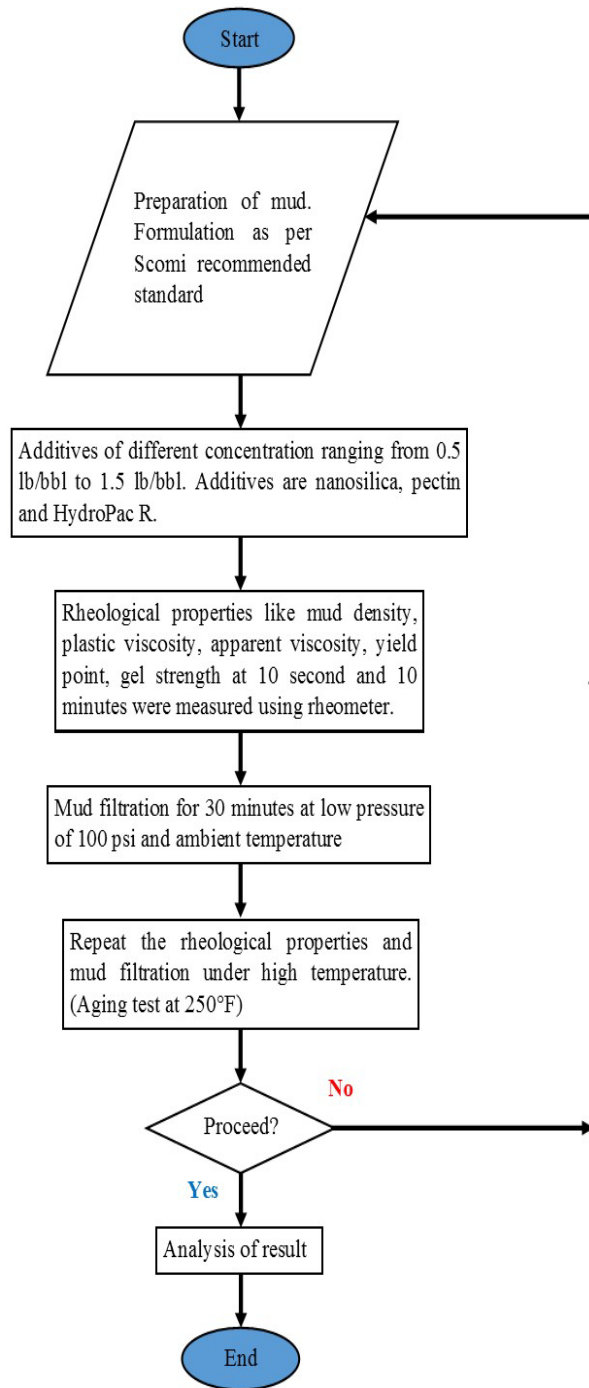 Start
Preparation of mud.
Formulation as per
Scomi recommended
standard
Additives of different concentration ranging from 0.5
lb/bbl to 1.5 lb/bbl. Additives are nanosilica, pectin
and HydroPac R.
Rheological properties like mud density,
plastic viscosity, apparent viscosity, yield
point, gel strength at 10 second and 10
minutes were measured using rheometer.
Mud filtration for 30 minutes at low pressure
of 100 psi and ambient temperature
Repeat the rheological properties and
mud filtration under high temperature.
(Aging test at 250°F)
No
Proceed?
Yes
Analysis of result
End